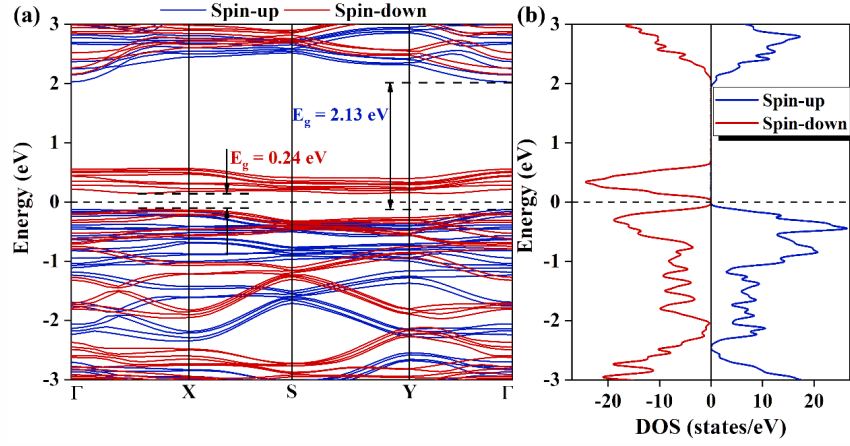 (a)
Spin-up
Spin-down
(b)
3
2
1
0
-1
-2
-3
Energy (eV)
E_g = 2.13 eV
E_g = 0.24 eV
Γ
X
S
Y
Γ
3
2
1
0
-1
-2
-3
Energy (eV)
Spin-up
Spin-down
-20
-10
0
10
20
DOS (states/eV)